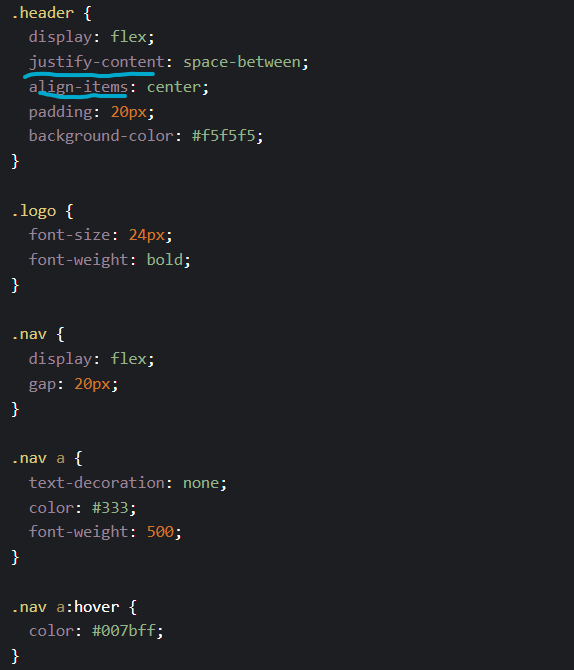 .header {
  display: flex;
  justify-content: space-between;
  align-items: center;
  padding: 20px;
  background-color: #f5f5f5;
}

.logo {
  font-size: 24px;
  font-weight: bold;
}

.nav {
  display: flex;
  gap: 20px;
}

.nav a {
  text-decoration: none;
  color: #333;
  font-weight: 500;
}

.nav a:hover {
  color: #007bff;
}